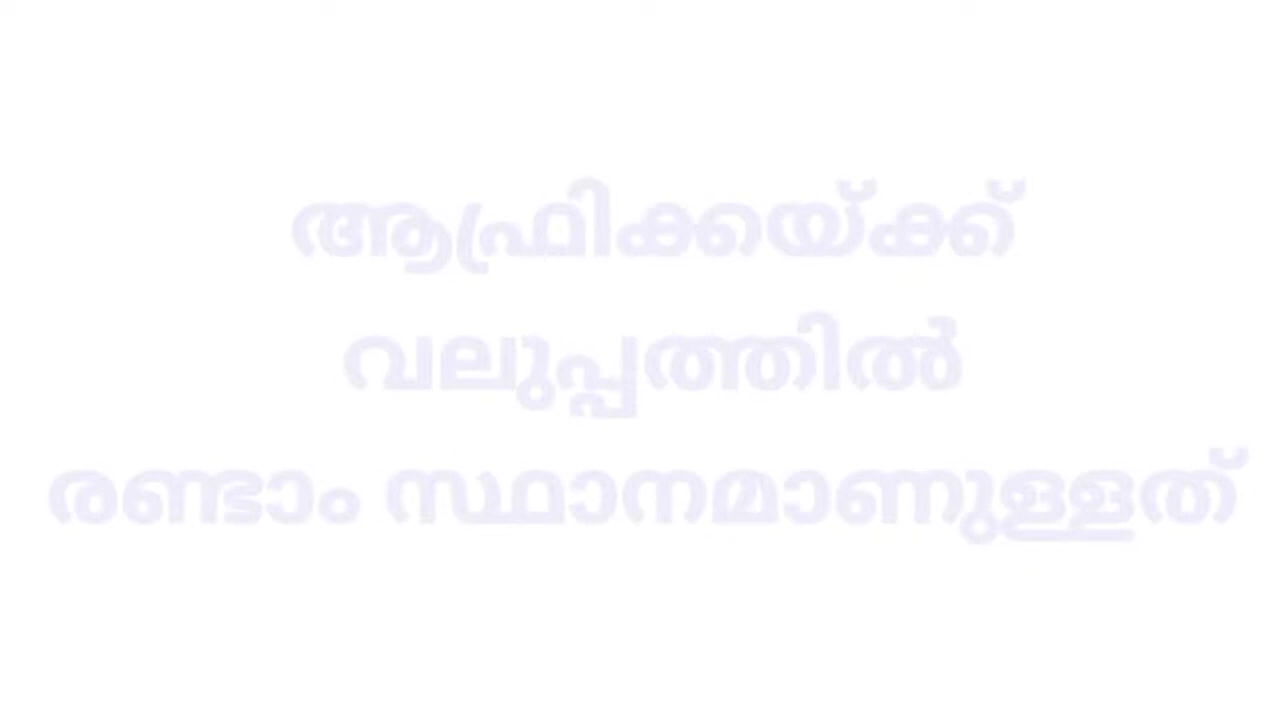 ആഫ്രിക്കയ്ക്ക്
വലുപ്പത്തിൽ
രണ്ടാം സ്ഥാനമാണുള്ളത്